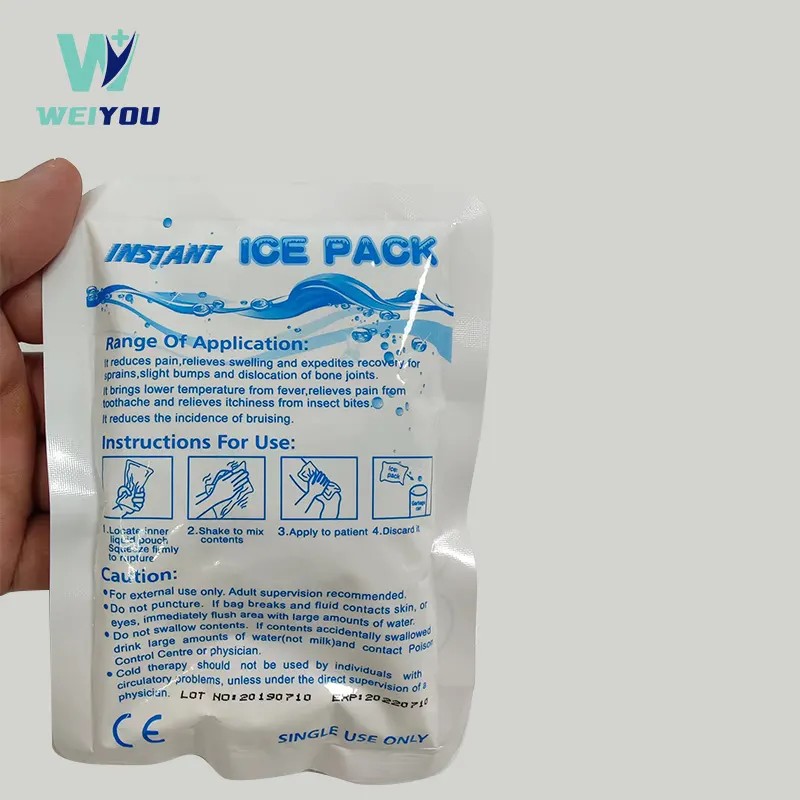 WEIYOU
INSTANT ICE PACK
Range Of Application:
It reduces pain,relieves swelling and expedites recovery for
sprains,slight bumps and dislocation of bone joints.
It brings lower temperature from fever,relieves pain from
toothache and relieves itchiness from insect bites.
It reduces the incidence of bruising.
Instructions For Use:
Ice
pack
Garbage
can
1.Locate inner
liquid pouch
Squeeze firmly
to rupture
2.Shake to mix
contents
3.Apply to patient
4.Discard it
Caution:
•For external use only. Adult supervision recommended.
•Do not puncture. If bag breaks and fluid contacts skin, or
eyes, immediately flush area with large amounts of water.
•Do not swallow contents. If contents accidentally swallowed
drink large amounts of water(not milk)and contact Poison
Control Centre or physician.
•Cold therapy should not be used by individuals with
circulatory problems, unless under the direct supervision of a
physician. LOT NO:20190710 EXP:20220710
CE
SINGLE USE ONLY